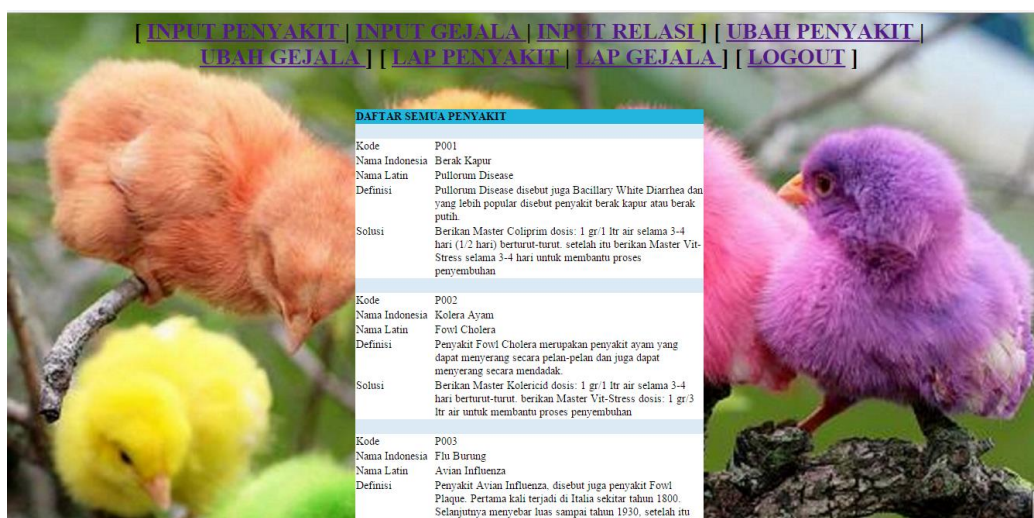 [ INPUT PENYAKIT | INPUT GEJALA | INPUT RELASI ] [ UBAH PENYAKIT |
UBAH GEJALA ] [ LAP PENYAKIT | LAP GEJALA ] [ LOGOUT ]
DAFTAR SEMUA PENYAKIT
Kode P001
Nama Indonesia Berak Kapur
Nama Latin Pullorum Disease
Definisi Pullorum Disease disebut juga Bacillary White Diarrhea dan
yang lebih popular disebut penyakit berak kapur atau berak
putih.
Solusi Berikan Master Coliprim dosis: 1 gr/1 ltr air selama 3-4
hari (1/2 hari) berturut-turut. setelah itu berikan Master Vit-
Stress selama 3-4 hari untuk membantu proses
penyembuhan
Kode P002
Nama Indonesia Kolera Ayam
Nama Latin Fowl Cholera
Definisi Penyakit Fowl Cholera merupakan penyakit ayam yang
dapat menyerang secara pelan-pelan dan juga dapat
menyerang secara mendadak.
Solusi Berikan Master Kolericid dosis: 1 gr/1 ltr air selama 3-4
hari berturut-turut. berikan Master Vit-Stress dosis: 1 gr/3
ltr air untuk membantu proses penyembuhan
Kode P003
Nama Indonesia Flu Burung
Nama Latin Avian Influenza
Definisi Penyakit Avian Influenza, disebut juga penyakit Fowl
Plaque. Pertama kali terjadi di Italia sekitar tahun 1800.
Selanjutnya menyebar luas sampai tahun 1930, setelah itu